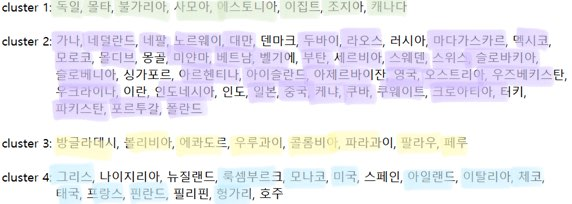 cluster 1: 독일, 몰타, 불가리아, 사모아, 에스토니아, 이집트, 조지아, 캐나다
cluster 2: 가나, 네덜란드, 네팔, 노르웨이, 대만, 덴마크, 두바이, 라오스, 러시아, 마다가스카르, 멕시코,
모로코, 몰디브, 몽골, 미얀마, 베트남, 벨기에, 부탄, 세르비아, 스웨덴, 스위스, 슬로바키아,
슬로베니아, 싱가포르, 아르헨티나, 아이슬란드, 아제르바이잔, 영국, 오스트리아, 우즈베키스탄,
우크라이나, 이란, 인도네시아, 인도, 일본, 중국, 케냐, 쿠바, 쿠웨이트, 크로아티아, 터키,
파키스탄, 포르투갈, 폴란드
cluster 3: 방글라데시, 볼리비아, 에콰도르, 우루과이, 콜롬비아, 파라과이, 팔라우, 페루
cluster 4: 그리스, 나이지리아, 뉴질랜드, 룩셈부르크, 모나코, 미국, 스페인, 아일랜드, 이탈리아, 체코,
태국, 프랑스, 핀란드, 필리핀, 헝가리, 호주